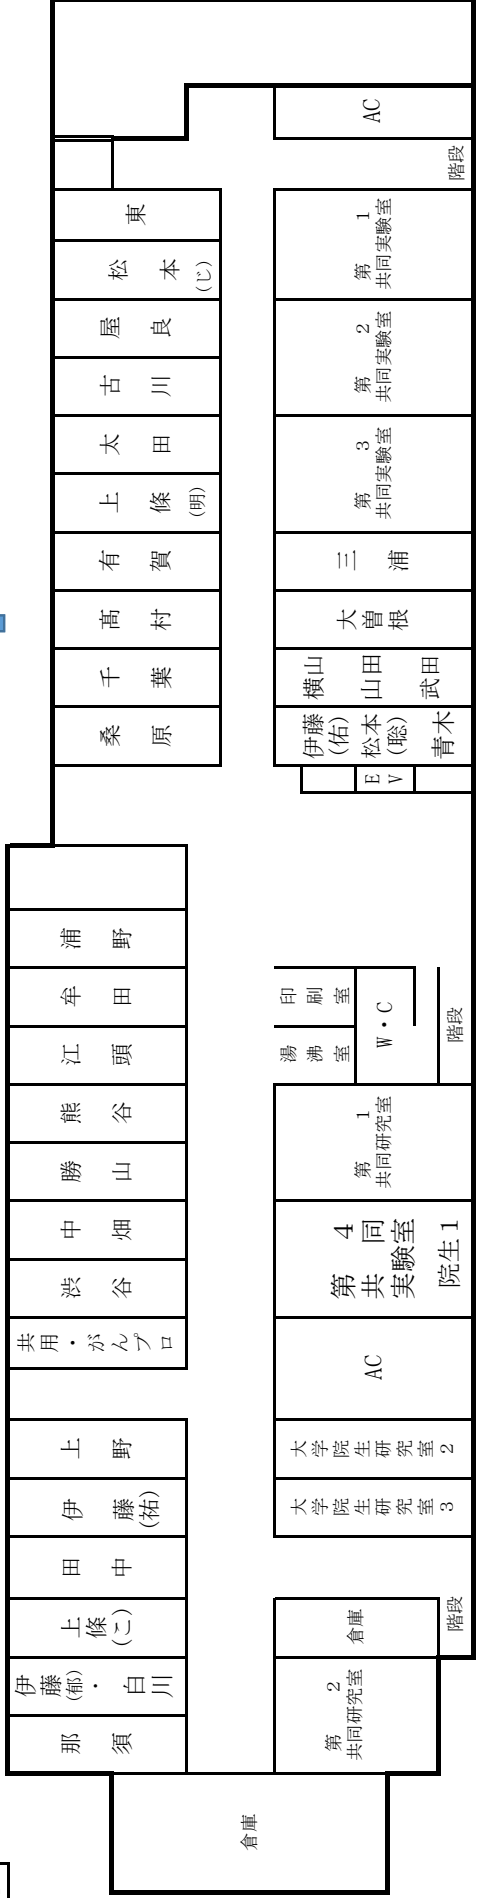 AC
階段
東
松本
(じ)
屋良
古川
太田
上條
(明)
有賀
髙村
千葉
桑原
第1
共同実験室
第2
共同実験室
第3
共同実験室
三浦
大曽根
横山
山田
武田
伊藤
(佑)
松本
(聡)
青木
EV
浦野
牟田
江頭
熊谷
勝山
中畑
渋谷
共用・がんプロ
上野
伊藤
(祐)
田中
上條
(こ)
伊藤
(郁)
・白川
那須
印刷室
湯沸室
W・C
階段
第1
共同研究室
第4
共同
実験室
院生1
AC
大学院生研究室2
大学院生研究室3
倉庫
階段
第2
共同研究室
倉庫